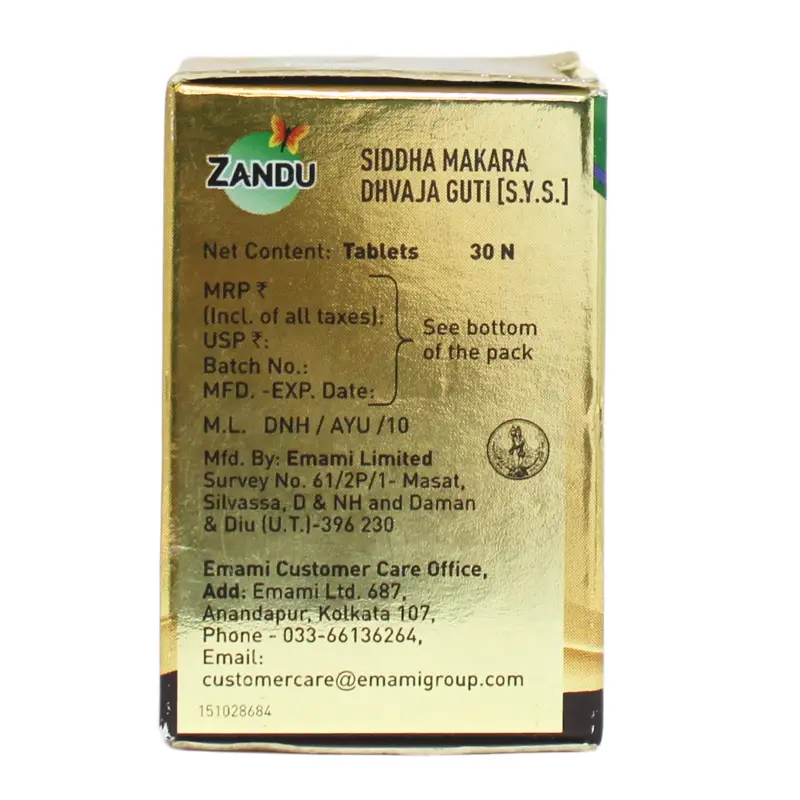 ZANDU
SIDDHA MAKARA
DHVAJA GUTI [S.Y.S.]
Net Content: Tablets 30 N
MRP ₹
(Incl. of all taxes):
USP ₹:
Batch No.:
MFD. -EXP. Date:
See bottom
of the pack
M.L. DNH / AYU /10
Mfd. By: Emami Limited
Survey No. 61/2P/1- Masat,
Silvassa, D & NH and Daman
& Diu (U.T.)-396 230
Emami Customer Care Office,
Add: Emami Ltd. 687,
Anandapur, Kolkata 107,
Phone - 033-66136264,
Email:
customercare@emamigroup.com
151028684